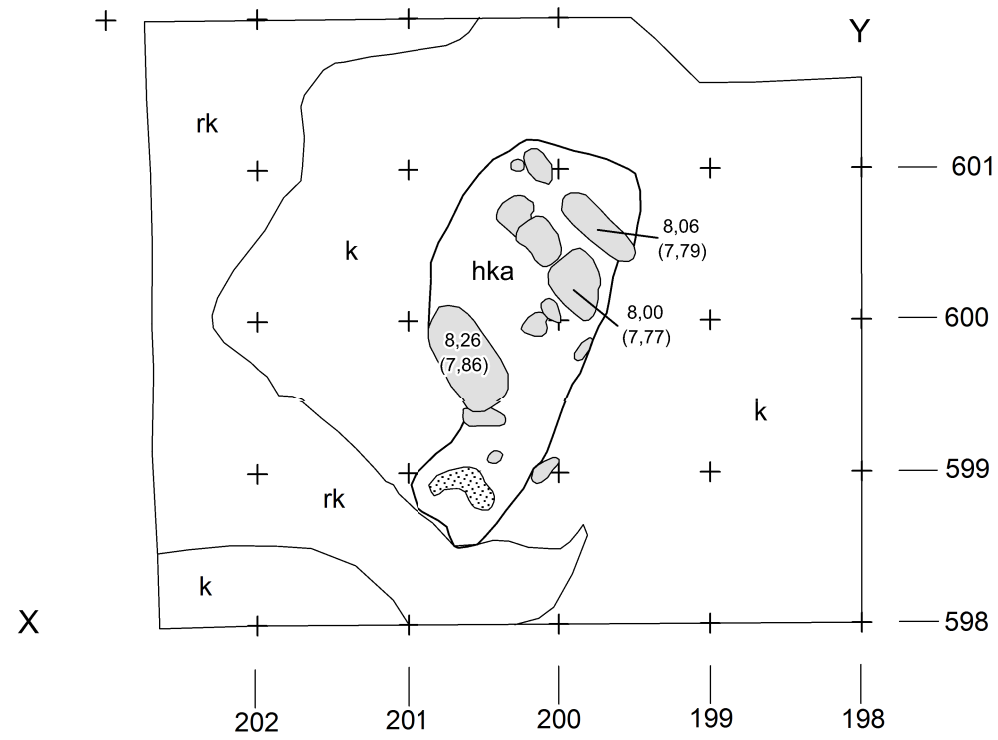 Y
rk
601
8,06
(7,79)
k
hka
8,00
(7,77)
600
8,26
(7,86)
k
599
rk
k
X
598
202
201
200
199
198